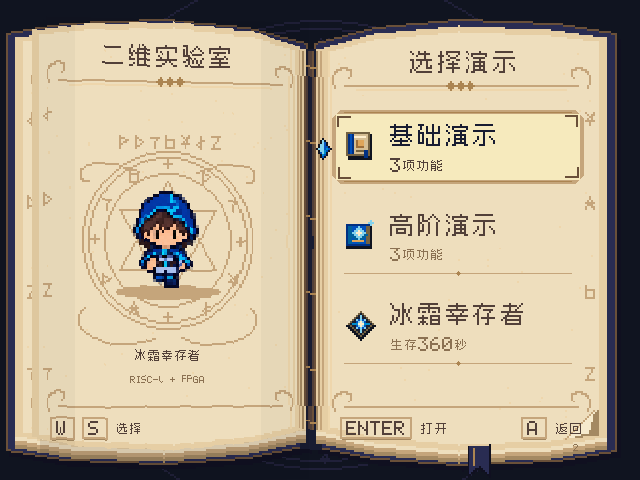 二维实验室
冰霜幸存者
RISC-V + FPGA
W S 选择
选择演示
基础演示
3项功能
高阶演示
3项功能
冰霜幸存者
生存360秒
ENTER 打开
A 返回